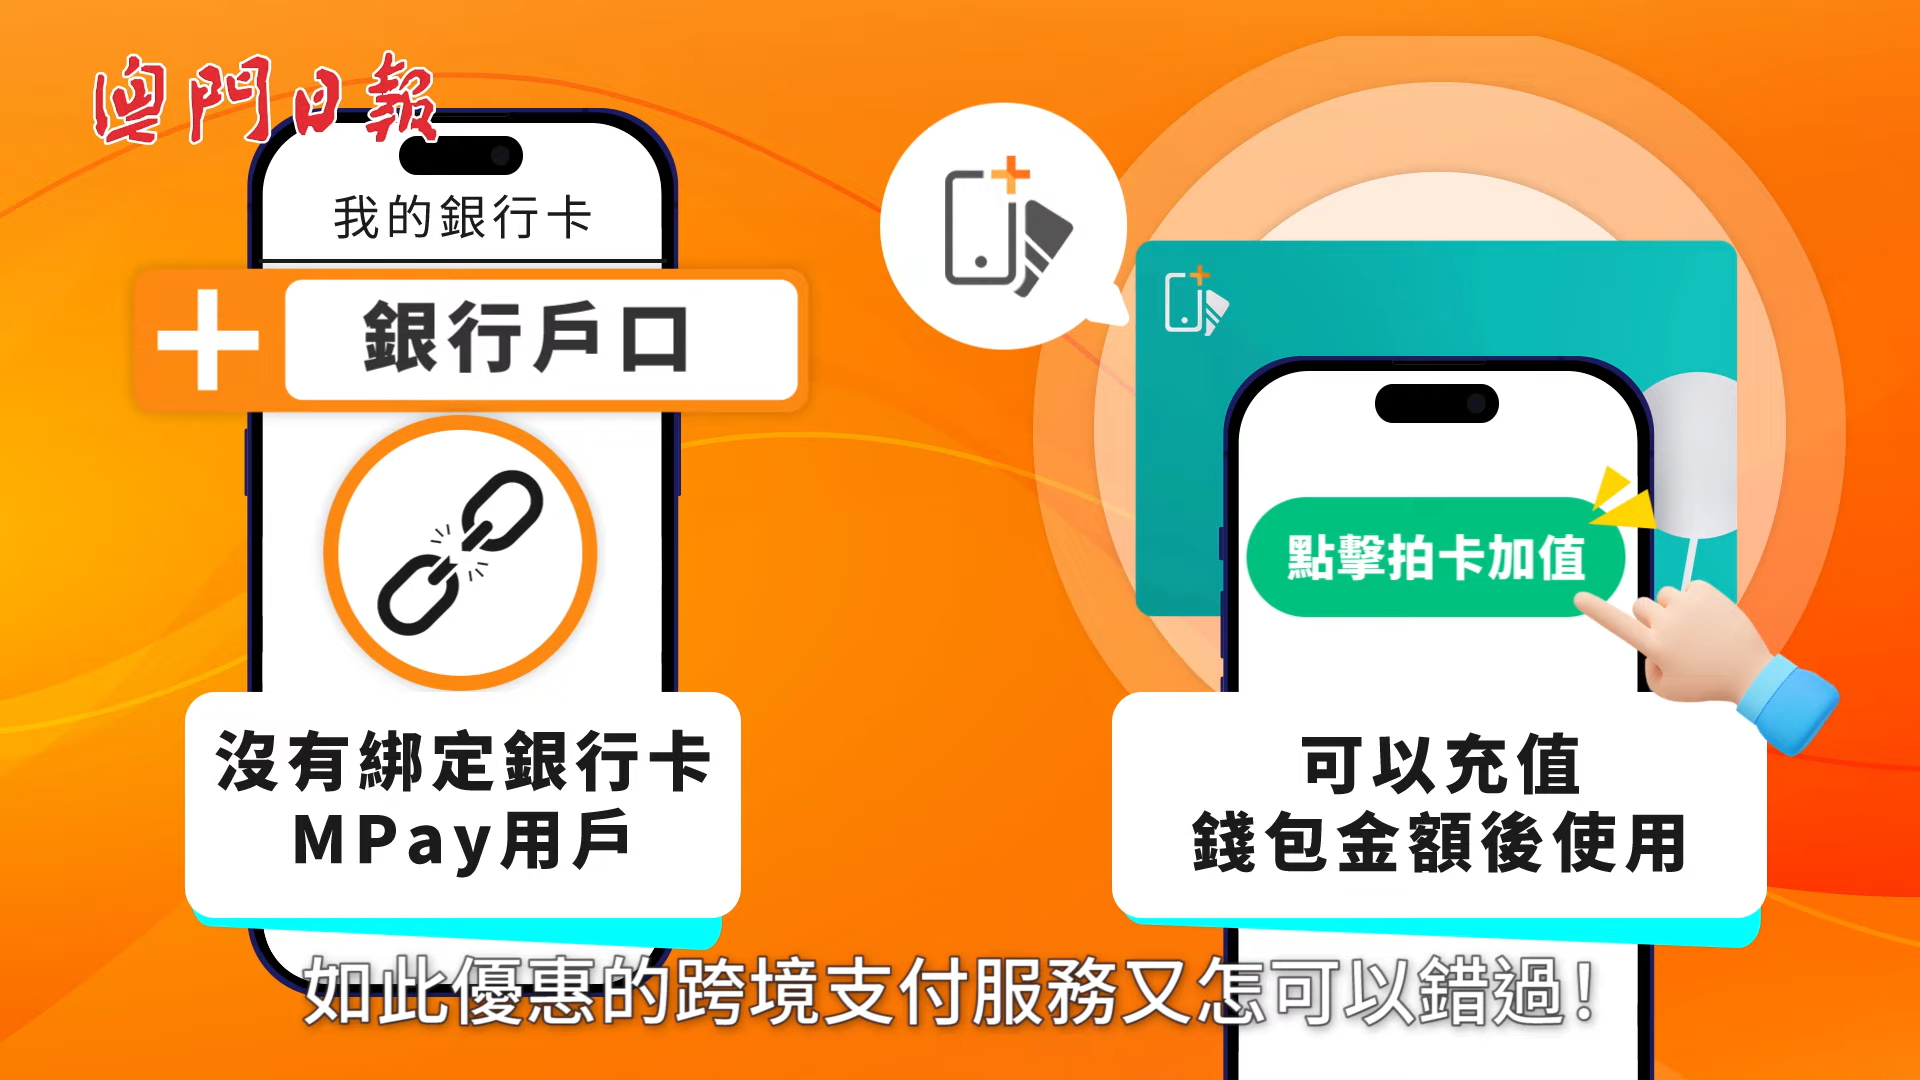 澳門日報
我的銀行卡
銀行戶口
沒有綁定銀行卡
MPay用戶
點擊拍卡加值
可以充值
錢包金額後使用
如此優惠的跨境支付服務又怎可以錯過！